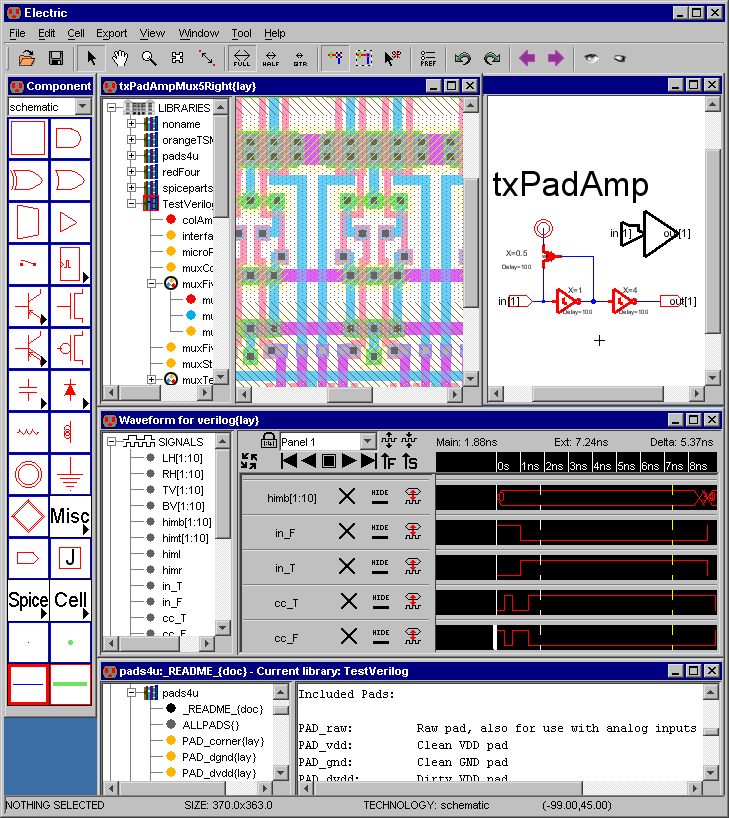 Electric
File Edit Cell Export View Window Tool Help
FULL HALF QTR PREF
Component
schematic
Misc
J
Spice Cell
txPadAmpMux5Right{lay}
LIBRARIES
noname
orangeTSM
pads4u
redFour
spiceparts
TestVerilog
colAm
interfa
microP
muxCo
muxFiv
mu
mu
mu
muxFiv
muxSt
muxTe
txPadAmp
in[1] out[1]
X=0.5
Delay=100
X=1 X=4
in[1] out[1]
Delay=100 Delay=100
Waveform for verilog{lay}
SIGNALS
LH[1:10]
RH[1:10]
TV[1:10]
BV[1:10]
himb[1:10]
himt[1:10]
himl
himr
in_T
in_F
cc_T
cc_F
Panel 1
Main: 1.88ns Ext: 7.24ns Delta: 5.37ns
F S
0s 1ns 2ns 3ns 4ns 5ns 6ns 7ns 8ns
himb[1:10] HIDE
in_F HIDE
in_T HIDE
cc_T HIDE
cc_F HIDE
pads4u:_README_{doc} - Current library: TestVerilog
pads4u
_README_{doc}
ALLPADS{}
PAD_corner{lay}
PAD_dgnd{lay}
PAD_dvdd{lay}
Included Pads:
PAD_raw: Raw pad, also for use with analog inputs
PAD_vdd: Clean VDD pad
PAD_gnd: Clean GND pad
PAD_dvdd: Dirty VDD pad
NOTHING SELECTED SIZE: 370.0x363.0 TECHNOLOGY: schematic (-99.00,45.00)